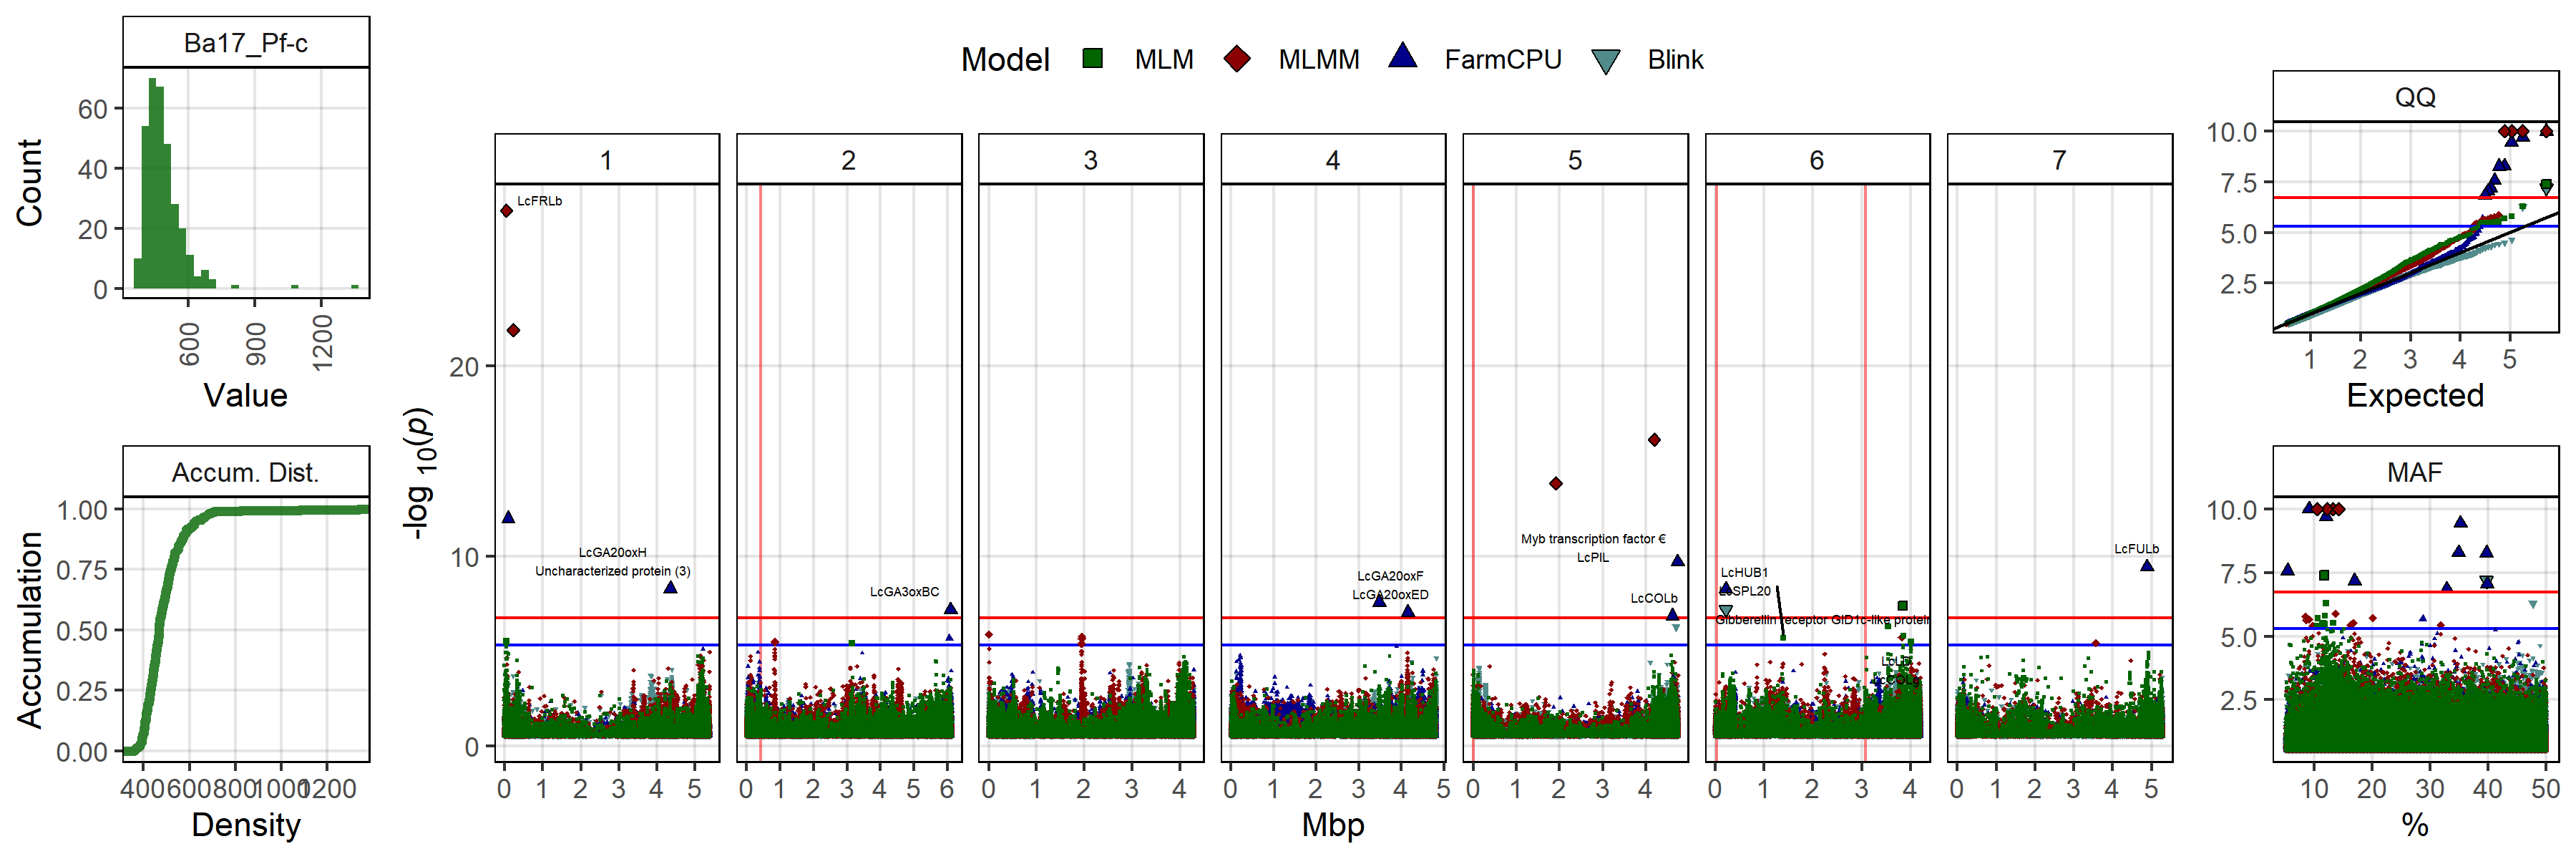 Ba17_Pf-c
Count
60
40
20
0
600
900
1200
Value
Accum. Dist.
Accumulation
1.00
0.75
0.50
0.25
0.00
400 600 800 1000 1200
Density
Model MLM MLMM FarmCPU Blink
-log 10(p)
20
10
0
1
2
3
4
5
6
7
LcFRLb
LcGA20oxH
Uncharacterized protein (3)
LcGA3oxBC
LcGA20oxF
LcGA20oxED
Myb transcription factor €
LcPIL
LcCOLb
LcHUB1
LcSPL20
Gibberellin receptor GID1c-like protein
LcFULb
0 1 2 3 4 5
0 1 2 3 4 5 6
0 1 2 3 4
0 1 2 3 4 5
0 1 2 3 4
0 1 2 3 4
0 1 2 3 4 5
Mbp
QQ
10.0
7.5
5.0
2.5
1 2 3 4 5
Expected
MAF
10.0
7.5
5.0
2.5
10 20 30 40 50
%